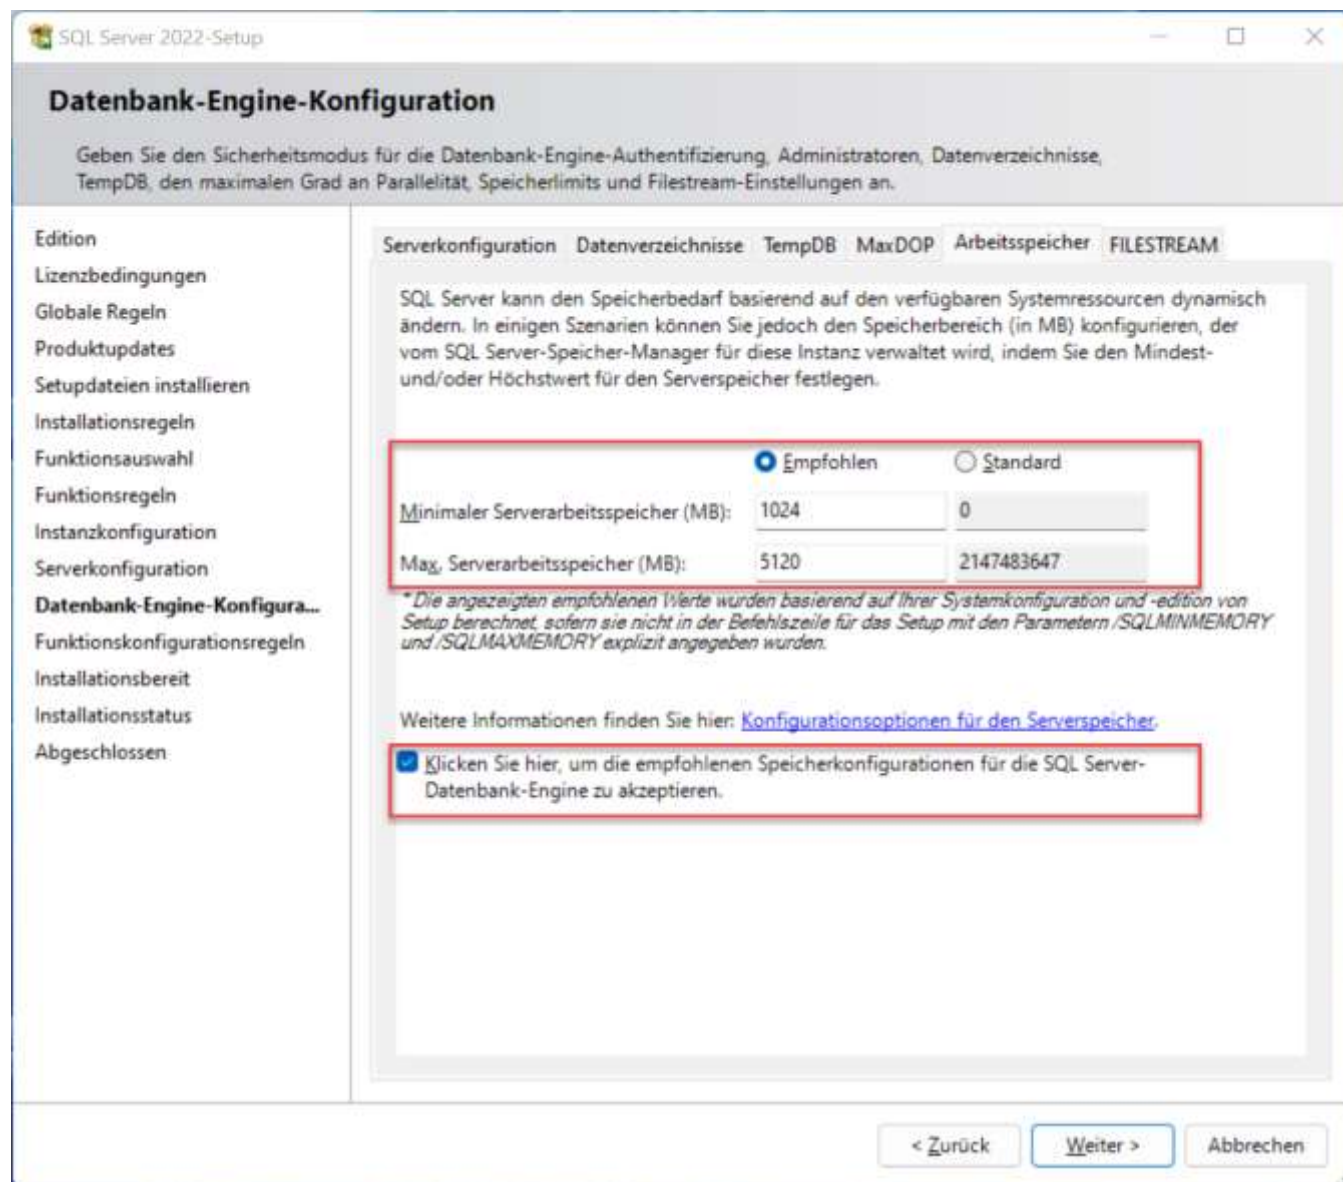 SQL Server 2022-Setup
Datenbank-Engine-Konfiguration
Geben Sie den Sicherheitsmodus für die Datenbank-Engine-Authentifizierung, Administratoren, Datenverzeichnisse,
TempDB, den maximalen Grad an Parallelität, Speicherlimits und Filestream-Einstellungen an.
Edition
Lizenzbedingungen
Globale Regeln
Produktupdates
Setupdateien installieren
Installationsregeln
Funktionsauswahl
Funktionsregeln
Instanzkonfiguration
Serverkonfiguration
Datenbank-Engine-Konfigura...
Funktionskonfigurationsregeln
Installationsbereit
Installationsstatus
Abgeschlossen
Serverkonfiguration Datenverzeichnisse TempDB MaxDOP Arbeitsspeicher FILESTREAM
SQL Server kann den Speicherbedarf basierend auf den verfügbaren Systemressourcen dynamisch
ändern. In einigen Szenarien können Sie jedoch den Speicherbereich (in MB) konfigurieren, der
vom SQL Server-Speicher-Manager für diese Instanz verwaltet wird, indem Sie den Mindest-
und/oder Höchstwert für den Serverspeicher festlegen.
Empfohlen Standard
Minimaler Serverarbeitsspeicher (MB): 1024 0
Max. Serverarbeitsspeicher (MB): 5120 2147483647
* Die angezeigten empfohlenen Werte wurden basierend auf Ihrer Systemkonfiguration und -edition von
Setup berechnet, sofern sie nicht in der Befehlszeile für das Setup mit den Parametern /SQLMINMEMORY
und /SQLMAXMEMORY explizit angegeben wurden.
Weitere Informationen finden Sie hier: Konfigurationsoptionen für den Serverspeicher.
Klicken Sie hier, um die empfohlenen Speicherkonfigurationen für die SQL Server-
Datenbank-Engine zu akzeptieren.
< Zurück Weiter > Abbrechen